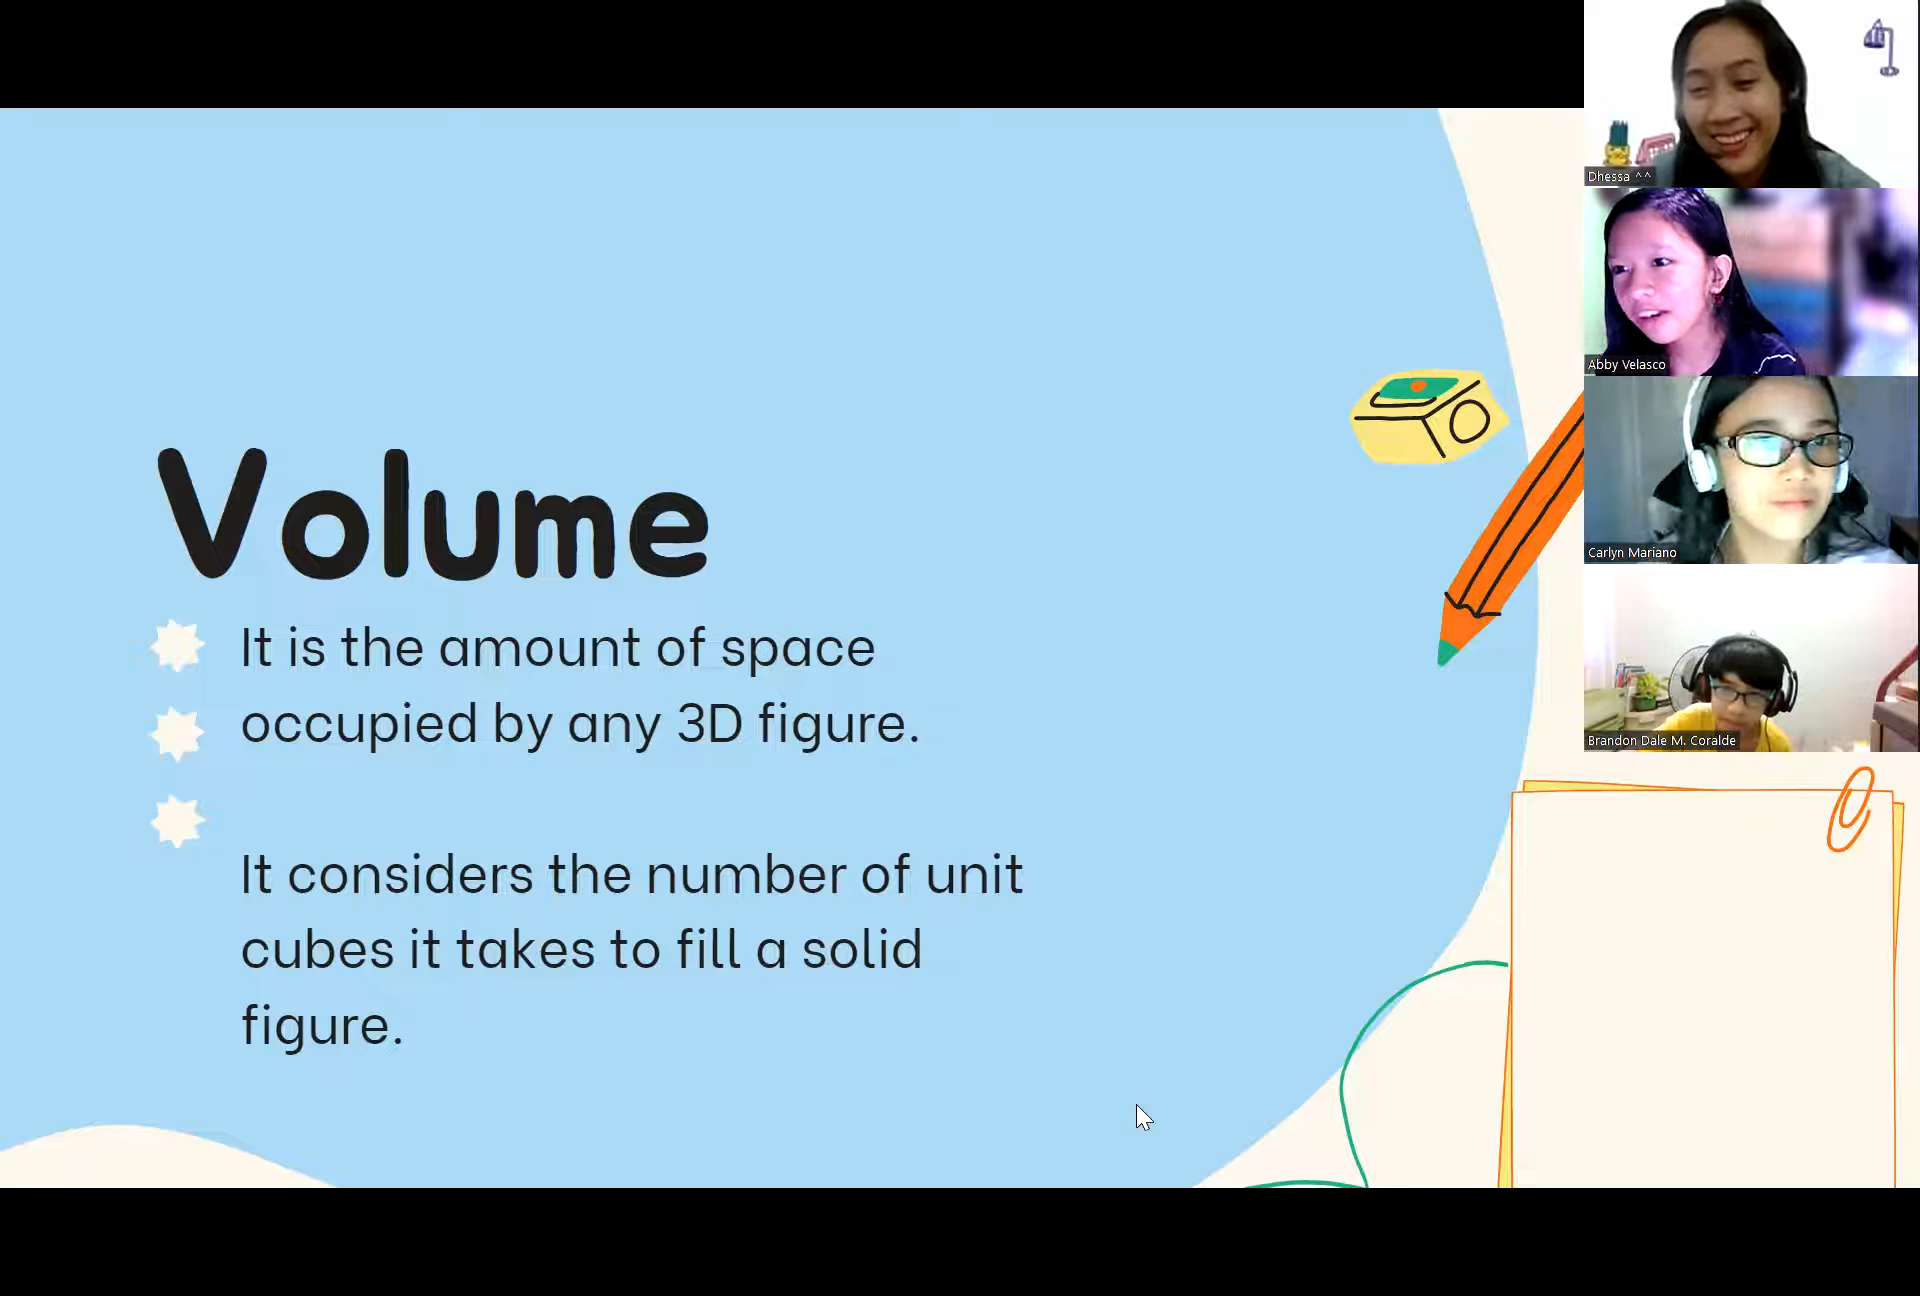 Volume
It is the amount of space
occupied by any 3D figure.
It considers the number of unit
cubes it takes to fill a solid
figure.
Dhessa ^^
Abby Velasco
Carlyn Mariano
Brandon Dale M. Coralde